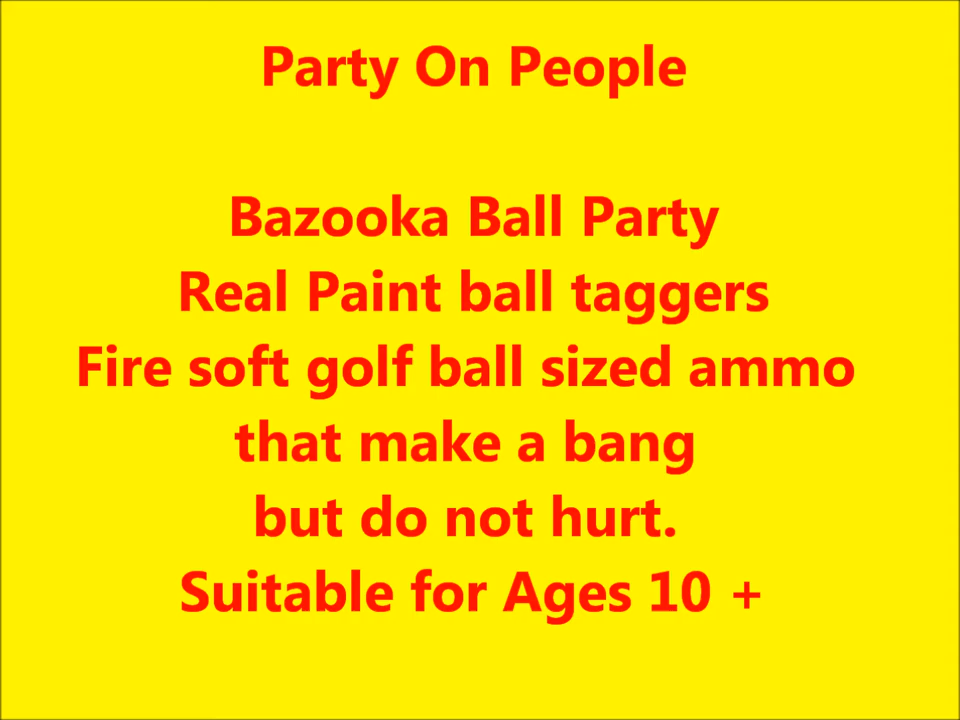 Party On People
Bazooka Ball Party
Real Paint ball taggers
Fire soft golf ball sized ammo
that make a bang
but do not hurt.
Suitable for Ages 10 +